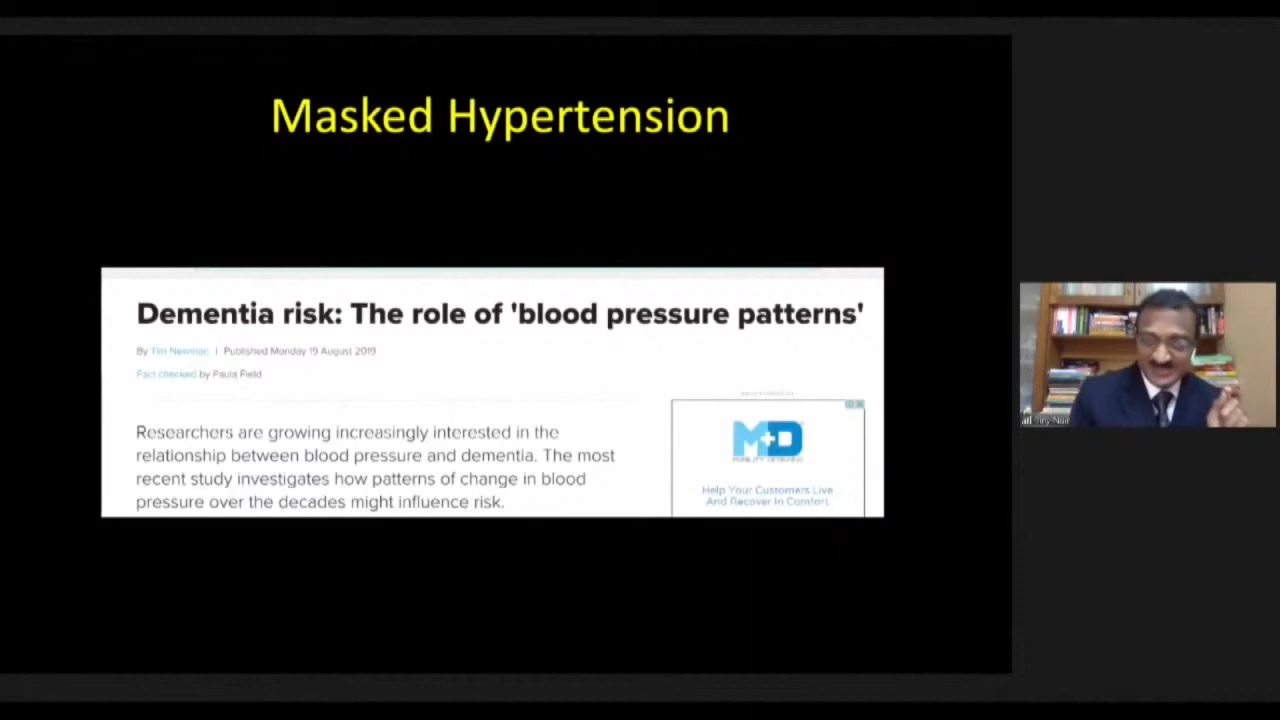 Masked Hypertension
Dementia risk: The role of 'blood pressure patterns'
By Tim Newman | Published Monday 19 August 2019
Fact checked by Paula Field
Researchers are growing increasingly interested in the
relationship between blood pressure and dementia. The most
recent study investigates how patterns of change in blood
pressure over the decades might influence risk.
M+D
MOBILITY DESIGNED
Help Your Customers Live
And Recover In Comfort
Nair